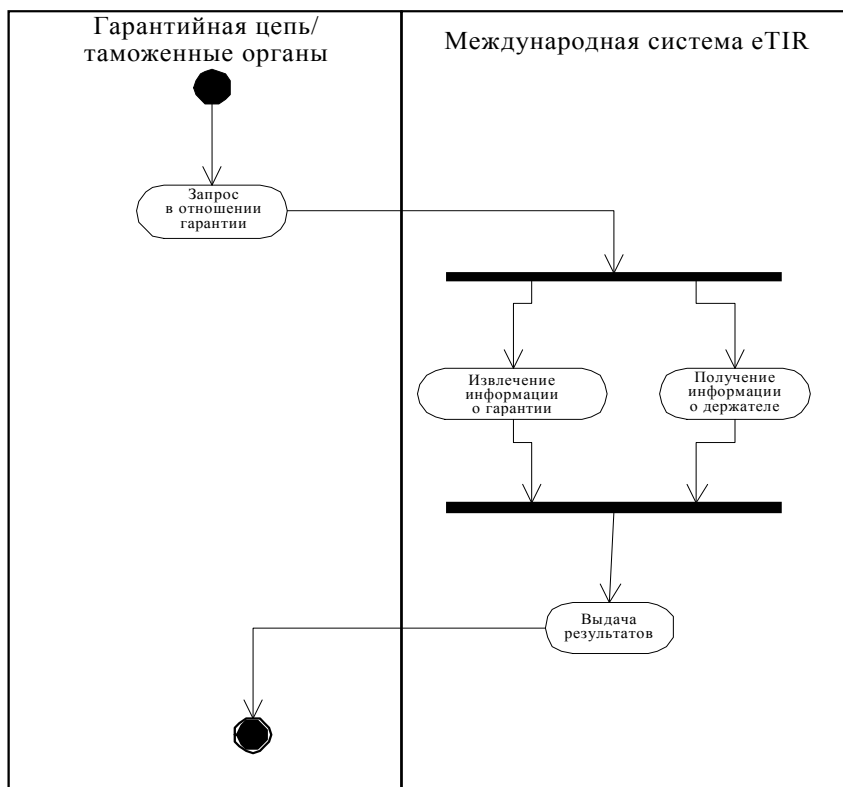 Гарантийная цепь/
таможенные органы
Международная система eTIR
Запрос
в отношении
гарантии
Извлечение
информации
о гарантии
Получение
информации
о держателе
Выдача
результатов